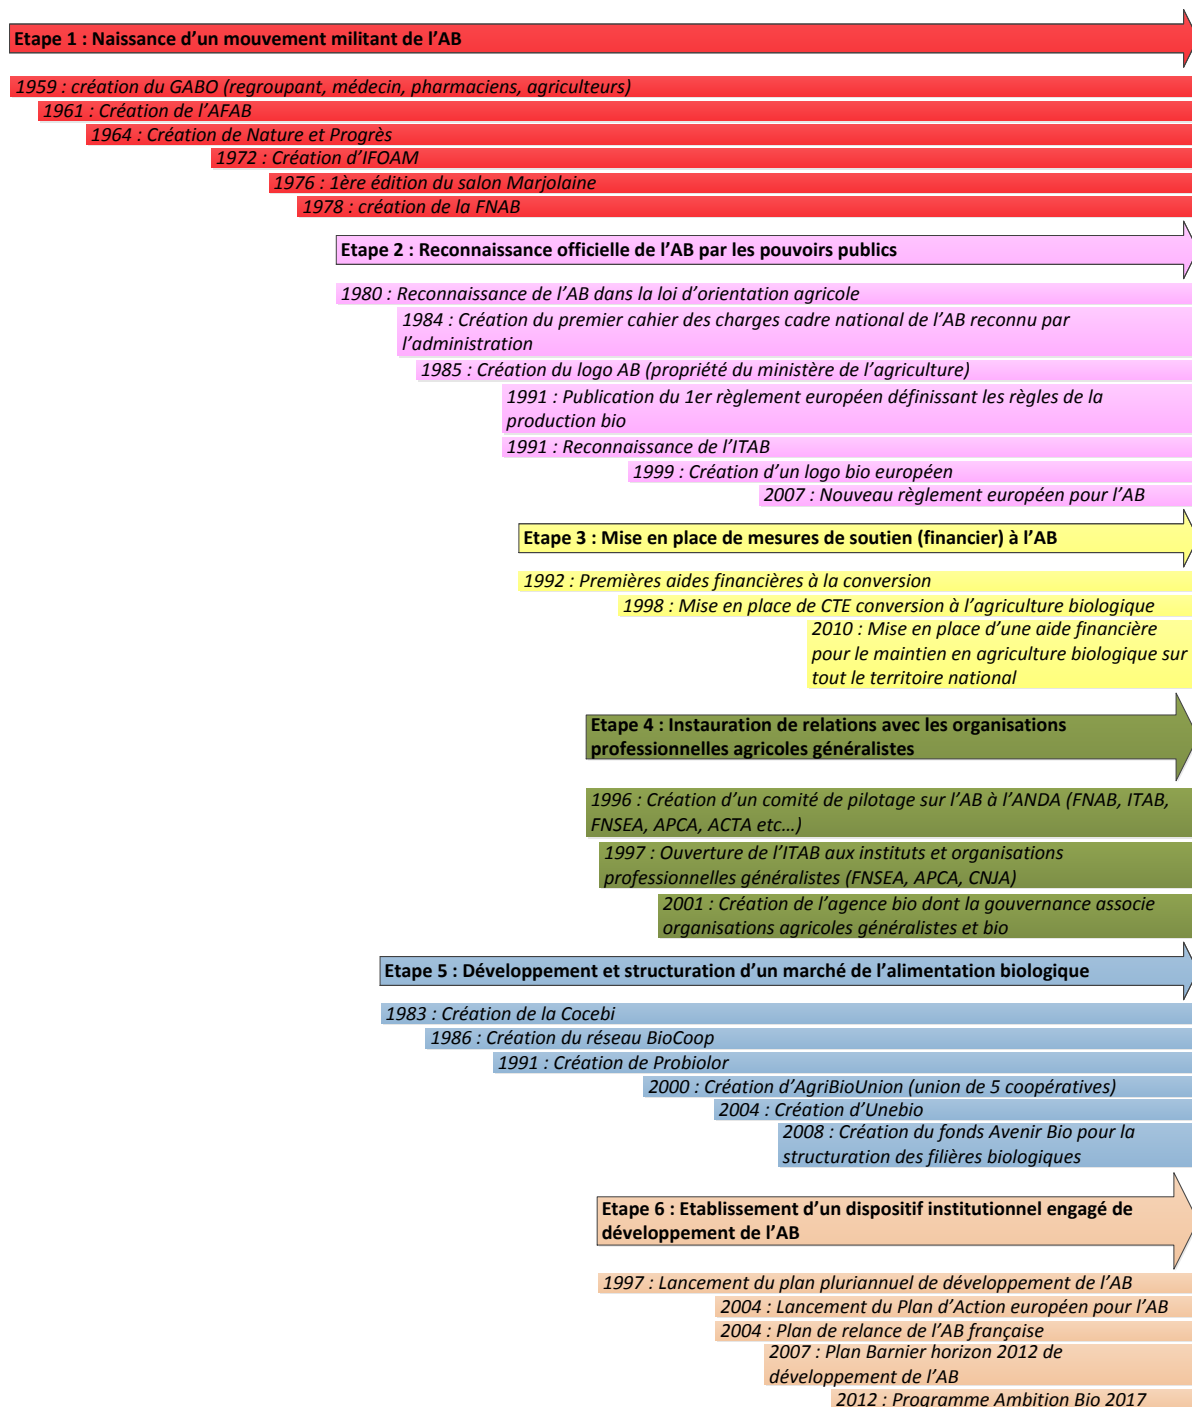 Etape 1 : Naissance d'un mouvement militant de l'AB
1959 : création du GABO (regroupant, médecin, pharmaciens, agriculteurs)
1961 : Création de l'AFAB
1964 : Création de Nature et Progrès
1972 : Création d'IFOAM
1976 : 1ère édition du salon Marjolaine
1978 : création de la FNAB
Etape 2 : Reconnaissance officielle de l'AB par les pouvoirs publics
1980 : Reconnaissance de l'AB dans la loi d'orientation agricole
1984 : Création du premier cahier des charges cadre national de l'AB reconnu par
l'administration
1985 : Création du logo AB (propriété du ministère de l'agriculture)
1991 : Publication du 1er règlement européen définissant les règles de la
production bio
1991 : Reconnaissance de l'ITAB
1999 : Création d'un logo bio européen
2007 : Nouveau règlement européen pour l'AB
Etape 3 : Mise en place de mesures de soutien (financier) à l'AB
1992 : Premières aides financières à la conversion
1998 : Mise en place de CTE conversion à l'agriculture biologique
2010 : Mise en place d'une aide financière
pour le maintien en agriculture biologique sur
tout le territoire national
Etape 4 : Instauration de relations avec les organisations
professionnelles agricoles généralistes
1996 : Création d'un comité de pilotage sur l'AB à l'ANDA (FNAB, ITAB,
FNSEA, APCA, ACTA etc…)
1997 : Ouverture de l'ITAB aux instituts et organisations
professionnelles généralistes (FNSEA, APCA, CNJA)
2001 : Création de l'agence bio dont la gouvernance associe
organisations agricoles généralistes et bio
Etape 5 : Développement et structuration d'un marché de l'alimentation biologique
1983 : Création de la Cocebi
1986 : Création du réseau BioCoop
1991 : Création de Probiolor
2000 : Création d'AgriBioUnion (union de 5 coopératives)
2004 : Création d'Unebio
2008 : Création du fonds Avenir Bio pour la
structuration des filières biologiques
Etape 6 : Etablissement d'un dispositif institutionnel engagé de
développement de l'AB
1997 : Lancement du plan pluriannuel de développement de l'AB
2004 : Lancement du Plan d'Action européen pour l'AB
2004 : Plan de relance de l'AB française
2007 : Plan Barnier horizon 2012 de
développement de l'AB
2012 : Programme Ambition Bio 2017